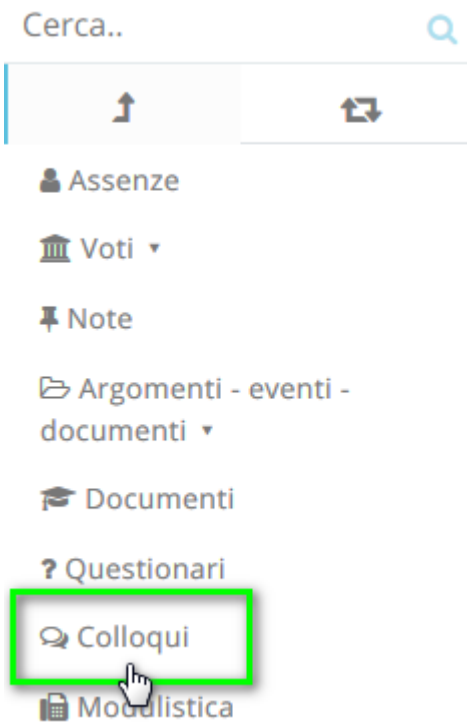 Cerca..
Assenze
Voti
Note
Argomenti - eventi -
documenti
Documenti
? Questionari
Colloqui
Modulistica